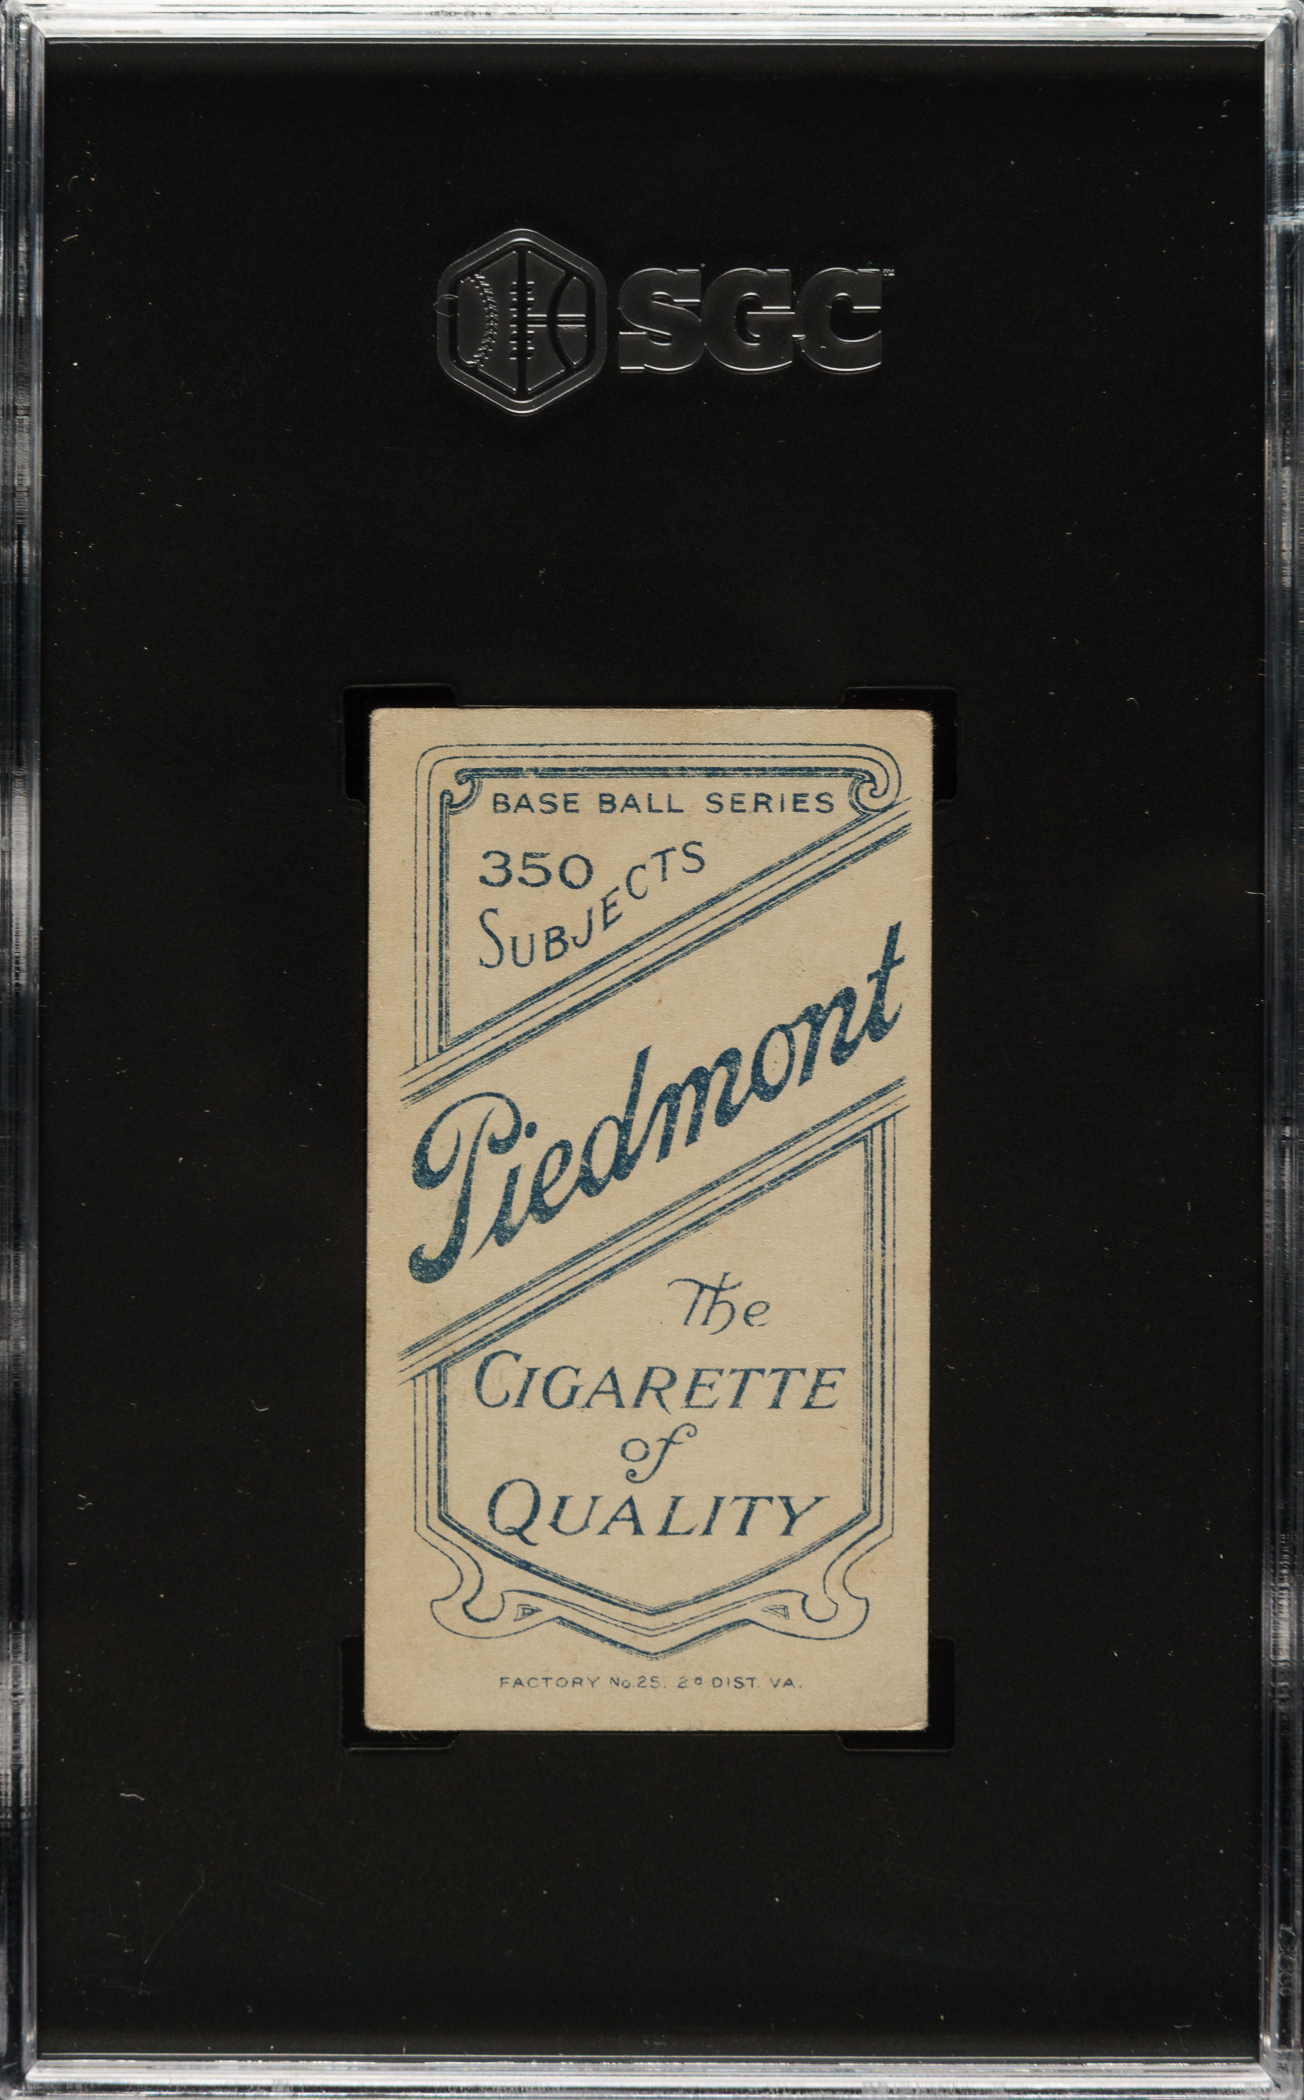 SGC
BASE BALL SERIES
350
SUBJECTS
Piedmont
The
CIGARETTE
of
QUALITY
FACTORY No.25. 2d DIST. VA.